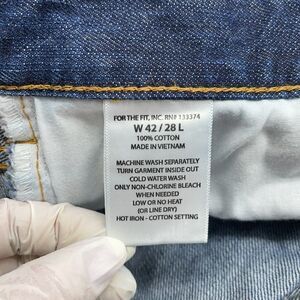 FOR THE FIT, INC. RN# 133374
W 42 / 28 L
100% COTTON
MADE IN VIETNAM
MACHINE WASH SEPARATELY
TURN GARMENT INSIDE OUT
COLD WATER WASH
ONLY NON-CHLORINE BLEACH
WHEN NEEDED
LOW OR NO HEAT
(OR LINE DRY)
HOT IRON - COTTON SETTING